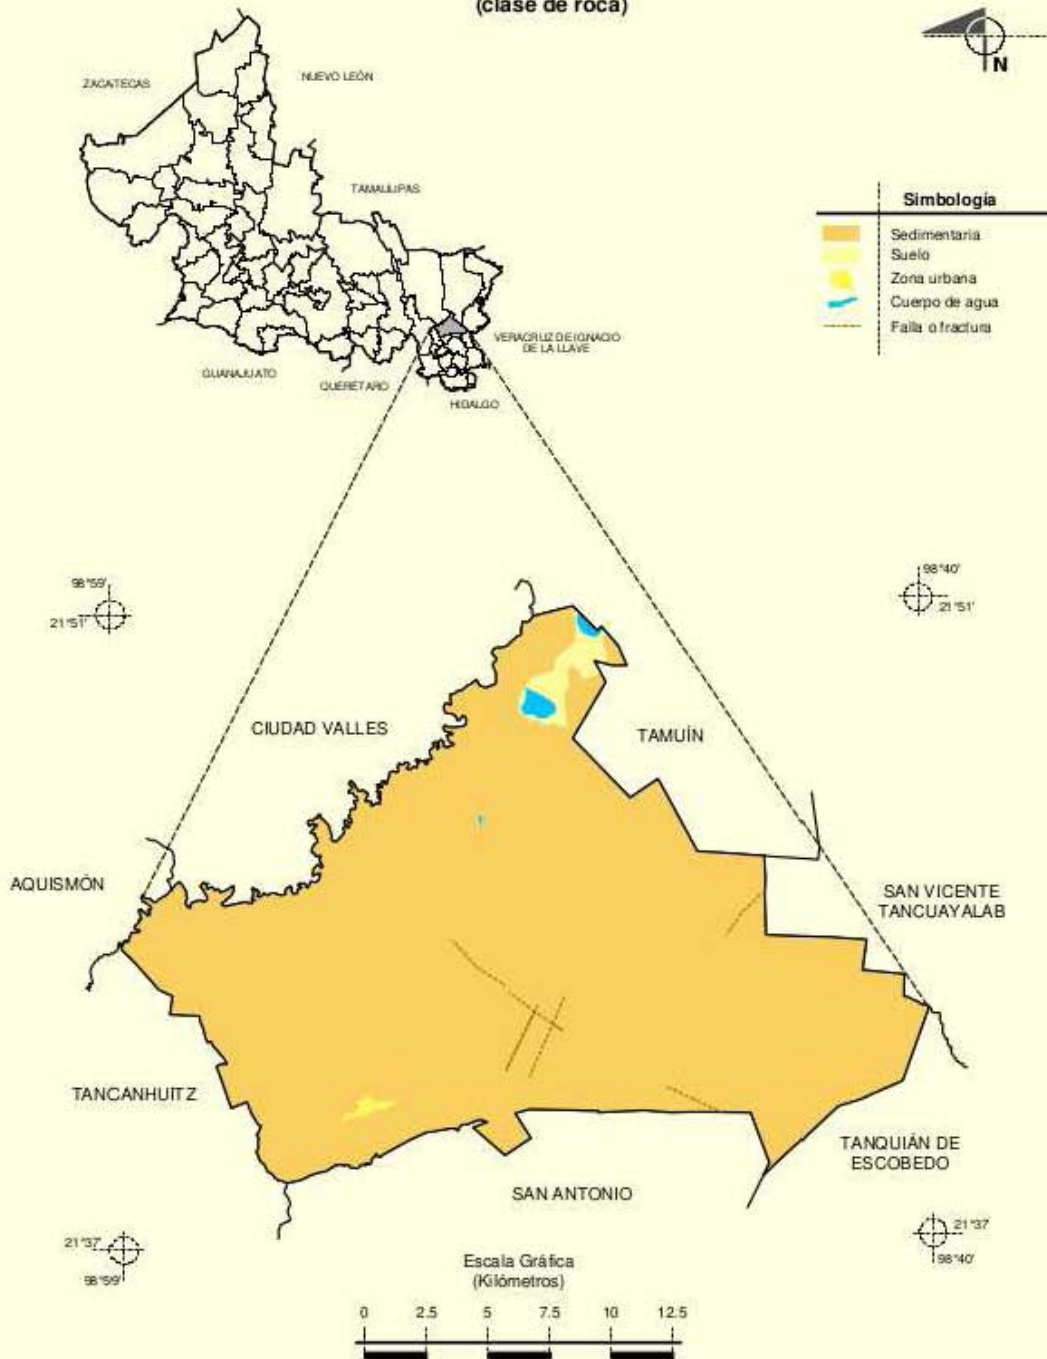 (clase de roca)
N
ZACATECAS
NUEVO LEÓN
TAMAULIPAS
VERACRUZ DE IGNACIO
DE LA LLAVE
GUANAJUATO
QUERÉTARO
HIDALGO
Simbología
Sedimentaria
Suelo
Zona urbana
Cuerpo de agua
Falla o fractura
98°59'
21°51'
98°40'
21°51'
CIUDAD VALLES
TAMUÍN
AQUISMÓN
SAN VICENTE
TANCUAYALAB
TANCANHUITZ
TANQUIÁN DE
ESCOBEDO
SAN ANTONIO
21°37'
98°59'
21°37'
98°40'
Escala Gráfica
(Kilómetros)
0 2.5 5 7.5 10 12.5